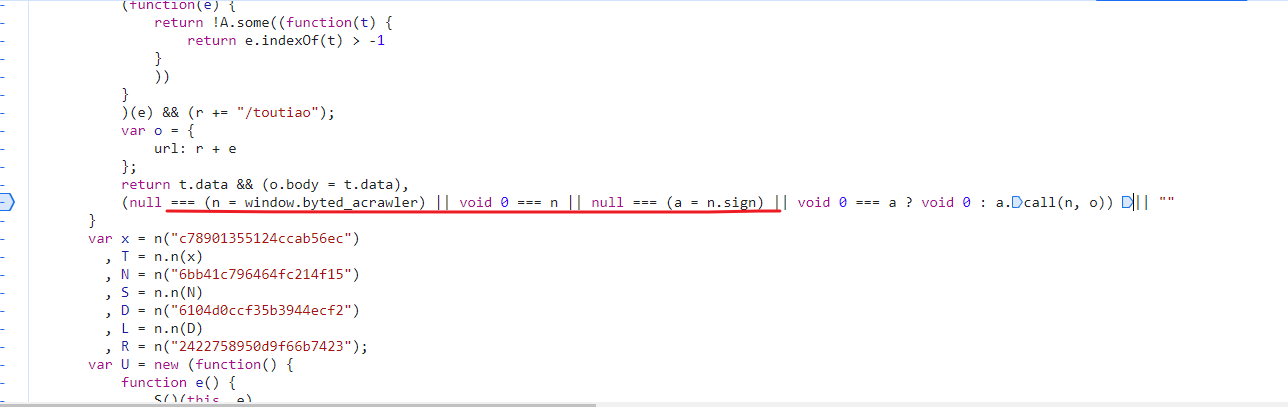 (function(e) {
return !A.some((function(t) {
return e.indexOf(t) > -1
}
))
}
)(e) && (r += "/toutiao");
var o = {
url: r + e
};
return t.data && (o.body = t.data),
(null === (n = window.byted_acrawler) || void 0 === n || null === (a = n.sign) || void 0 === a ? void 0 : a.call(n, o)) || ""
}
var x = n("c78901355124ccab56ec")
, T = n.n(x)
, N = n("6bb41c796464fc214f15")
, S = n.n(N)
, D = n("6104d0ccf35b3944ecf2")
, L = n.n(D)
, R = n("2422758950d9f66b7423");
var U = new (function() {
function e() {
S()(this, e)